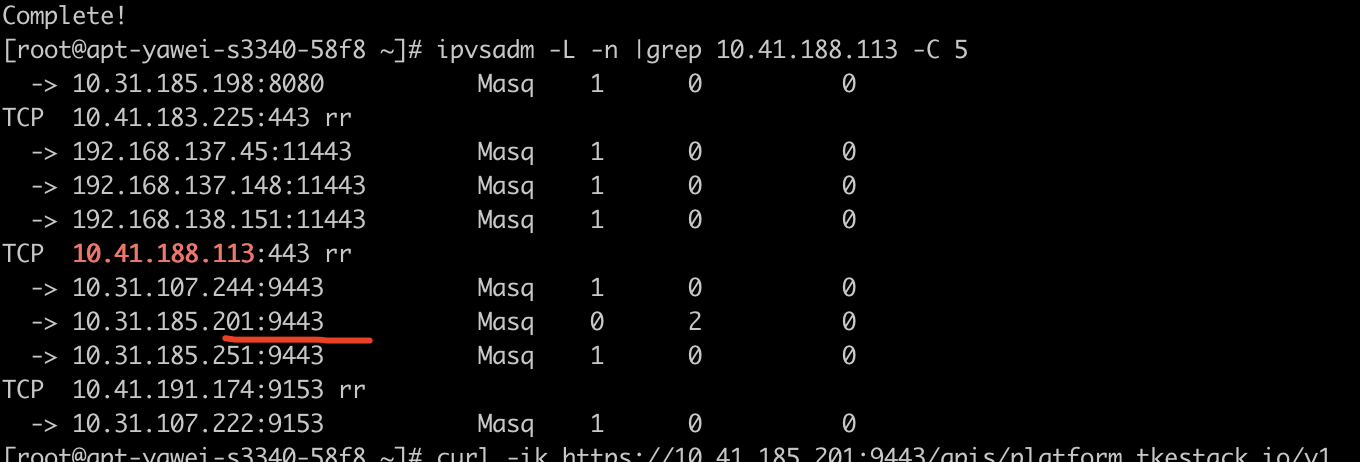 Complete!
[root@apt-yawei-s3340-58f8 ~]# ipvsadm -L -n |grep 10.41.188.113 -C 5
  -> 10.31.185.198:8080           Masq    1      0          0
TCP  10.41.183.225:443 rr
  -> 192.168.137.45:11443         Masq    1      0          0
  -> 192.168.137.148:11443        Masq    1      0          0
  -> 192.168.138.151:11443        Masq    1      0          0
TCP  10.41.188.113:443 rr
  -> 10.31.107.244:9443           Masq    1      0          0
  -> 10.31.185.201:9443           Masq    0      2          0
  -> 10.31.185.251:9443           Masq    1      0          0
TCP  10.41.191.174:9153 rr
  -> 10.31.107.222:9153           Masq    1      0          0
[root@apt-yawei-s3340-58f8 ~]# curl -ik https://10.41.185.201:9443/apis/platform.tkestack.io/v1